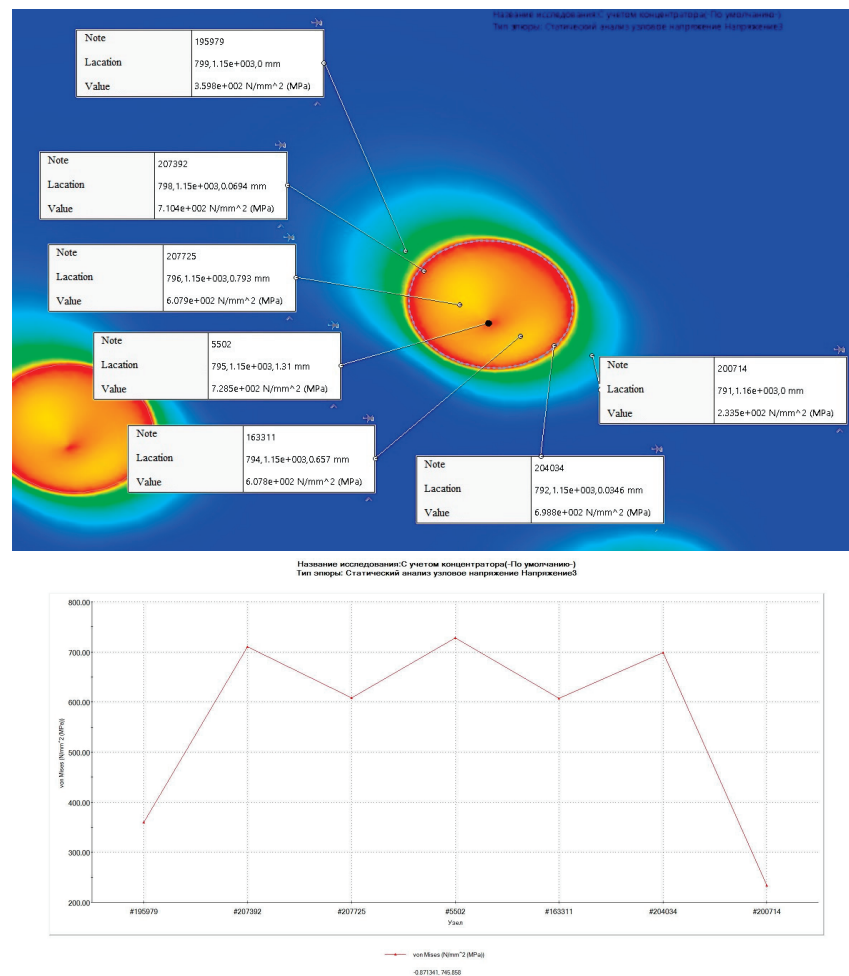 Название исследования:С учетом концентратора(-По умолчанию-)
Тип эпюры: Статический анализ узловое напряжение Напряжение3
Note 195979
Lacation 799,1.15e+003,0 mm
Value 3.598e+002 N/mm^2 (MPa)
Note 207392
Lacation 798,1.15e+003,0.0694 mm
Value 7.104e+002 N/mm^2 (MPa)
Note 207725
Lacation 796,1.15e+003,0.793 mm
Value 6.079e+002 N/mm^2 (MPa)
Note 5502
Lacation 795,1.15e+003,1.31 mm
Value 7.285e+002 N/mm^2 (MPa)
Note 200714
Lacation 791,1.16e+003,0 mm
Value 2.335e+002 N/mm^2 (MPa)
Note 163311
Lacation 794,1.15e+003,0.657 mm
Value 6.078e+002 N/mm^2 (MPa)
Note 204034
Lacation 792,1.15e+003,0.0346 mm
Value 6.988e+002 N/mm^2 (MPa)
Название исследования:С учетом концентратора(-По умолчанию-)
Тип эпюры: Статический анализ узловое напряжение Напряжение3
von Mises (N/mm^2 (MPa))
800.00
700.00
600.00
500.00
400.00
300.00
200.00
#195979 #207392 #207725 #5502 #163311 #204034 #200714
Узел
von Mises (N/mm^2 (MPa))
-0.871341, 745.858